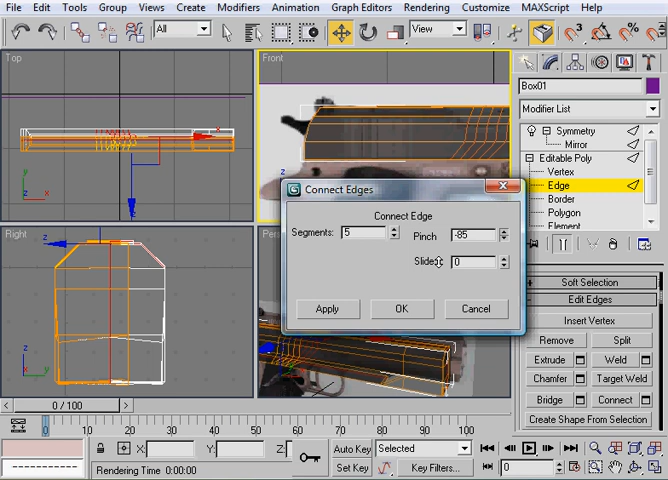 File Edit Tools Group Views Create Modifiers Animation Rendering Customize MAXScript Help
All
View
Top
Front
Box01
Modifier List
Symmetry
Mirror
Editable Poly
Vertex
Edge
Border
Polygon
Element
Connect Edges
Connect Edge
Segments: 5
Pinch -85
Slide 0
Apply OK Cancel
Right
Pers
z
x
y
Soft Selection
Edit Edges
Insert Vertex
Remove Split
Extrude Weld
Chamfer Target Weld
Bridge Connect
Create Shape From Selection
0 / 100
0 10 20 30 40 50 60 70 80 90 100
X: Y: Z:
Auto Key Selected
Rendering Time 0:00:00
Set Key Key Filters...
0